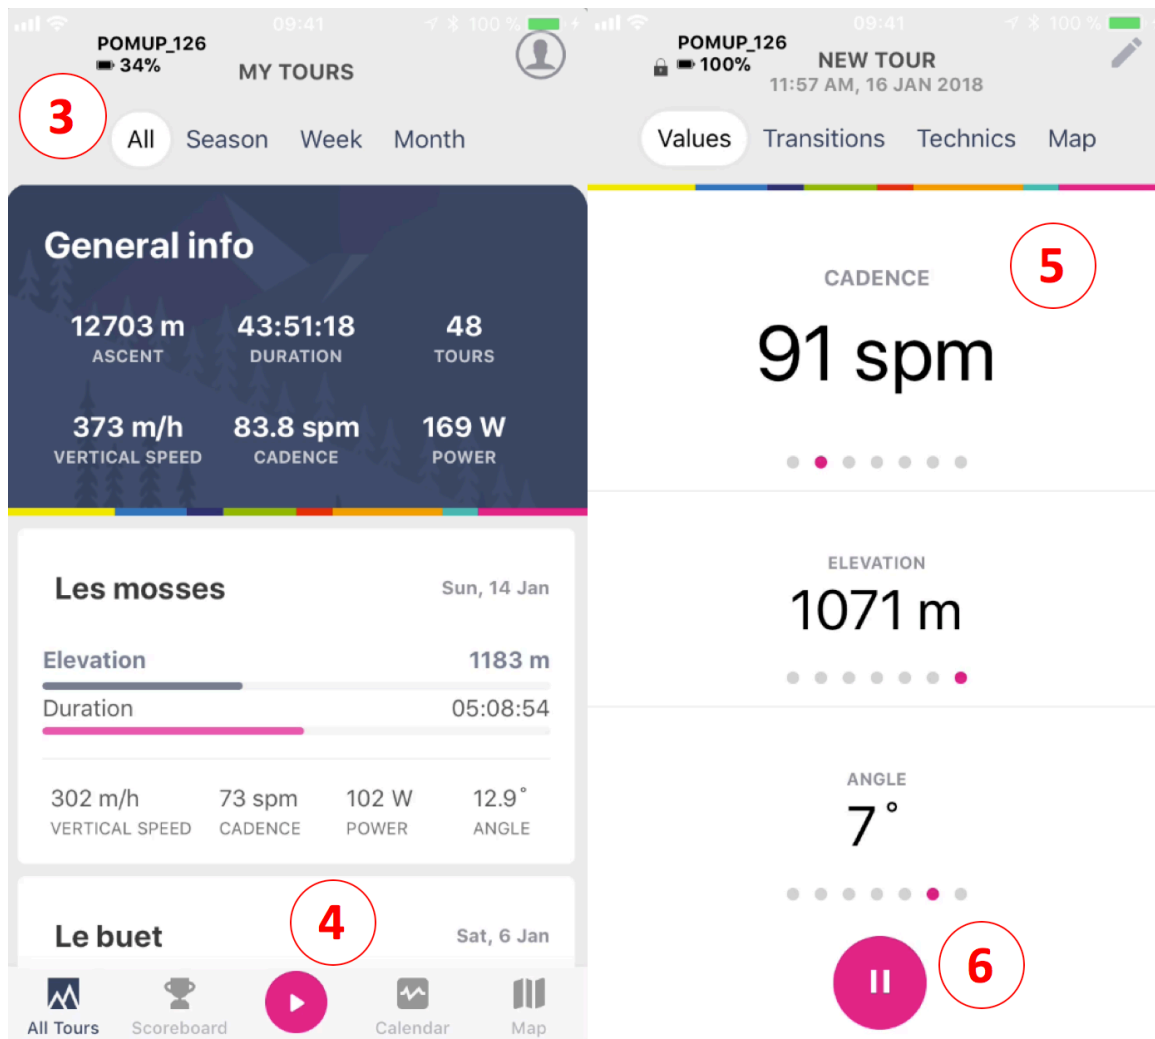 09:41
100 %
POMUP_126
34%
MY TOURS
3
All Season Week Month
General info
12703 m 43:51:18 48
ASCENT DURATION TOURS
373 m/h 83.8 spm 169 W
VERTICAL SPEED CADENCE POWER
Les mosses Sun, 14 Jan
Elevation 1183 m
Duration 05:08:54
302 m/h 73 spm 102 W 12.9°
VERTICAL SPEED CADENCE POWER ANGLE
4
Le buet Sat, 6 Jan
All Tours Scoreboard Calendar Map
09:41
100 %
POMUP_126
100%
NEW TOUR
11:57 AM, 16 JAN 2018
Values Transitions Technics Map
5
CADENCE
91 spm
ELEVATION
1071 m
ANGLE
7°
6